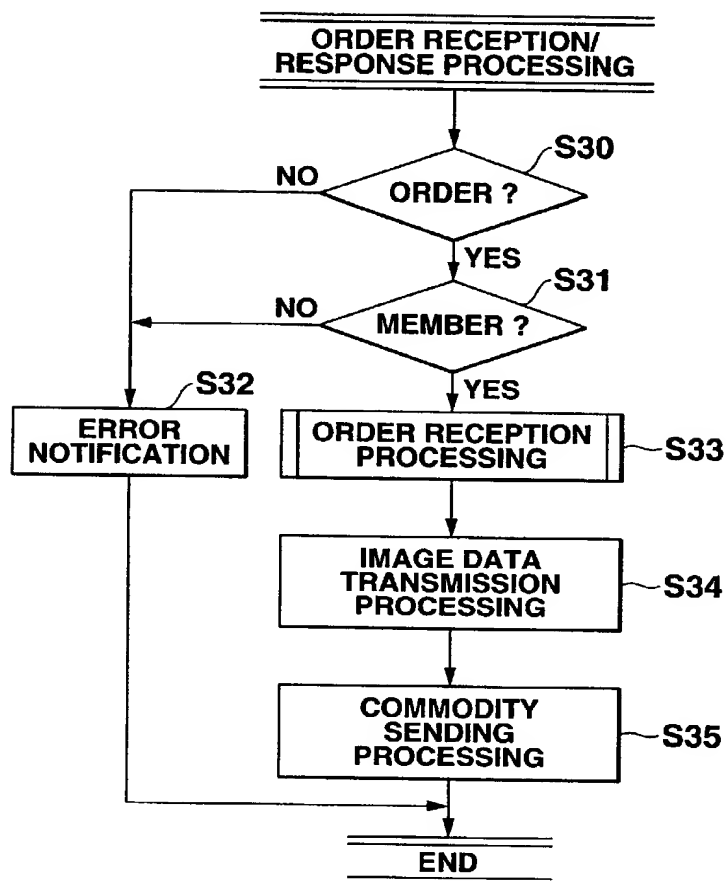 ORDER RECEPTION/
RESPONSE PROCESSING
S30
NO
ORDER ?
YES
S31
NO
MEMBER ?
YES
S32
ERROR
NOTIFICATION
ORDER RECEPTION
PROCESSING
S33
IMAGE DATA
TRANSMISSION
PROCESSING
S34
COMMODITY
SENDING
PROCESSING
S35
END